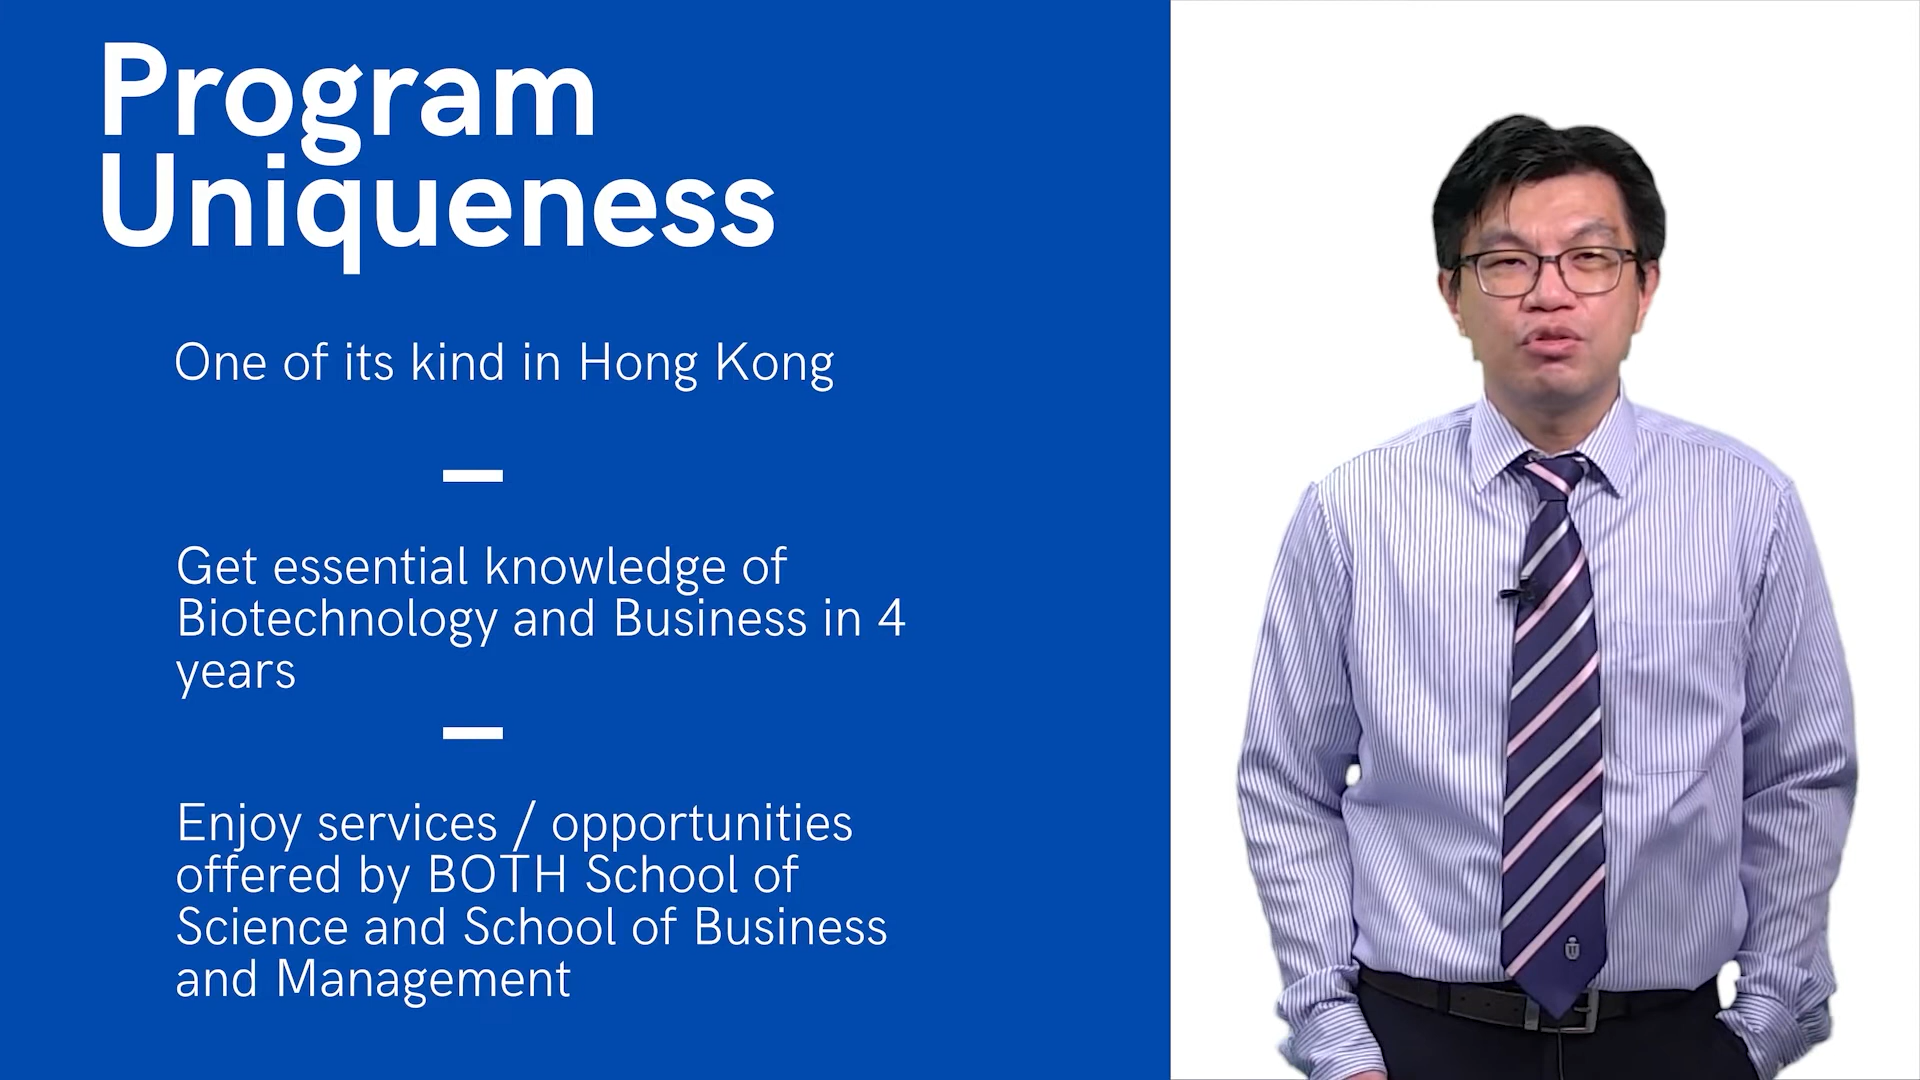 Program
Uniqueness
One of its kind in Hong Kong
Get essential knowledge of
Biotechnology and Business in 4
years
Enjoy services / opportunities
offered by BOTH School of
Science and School of Business
and Management